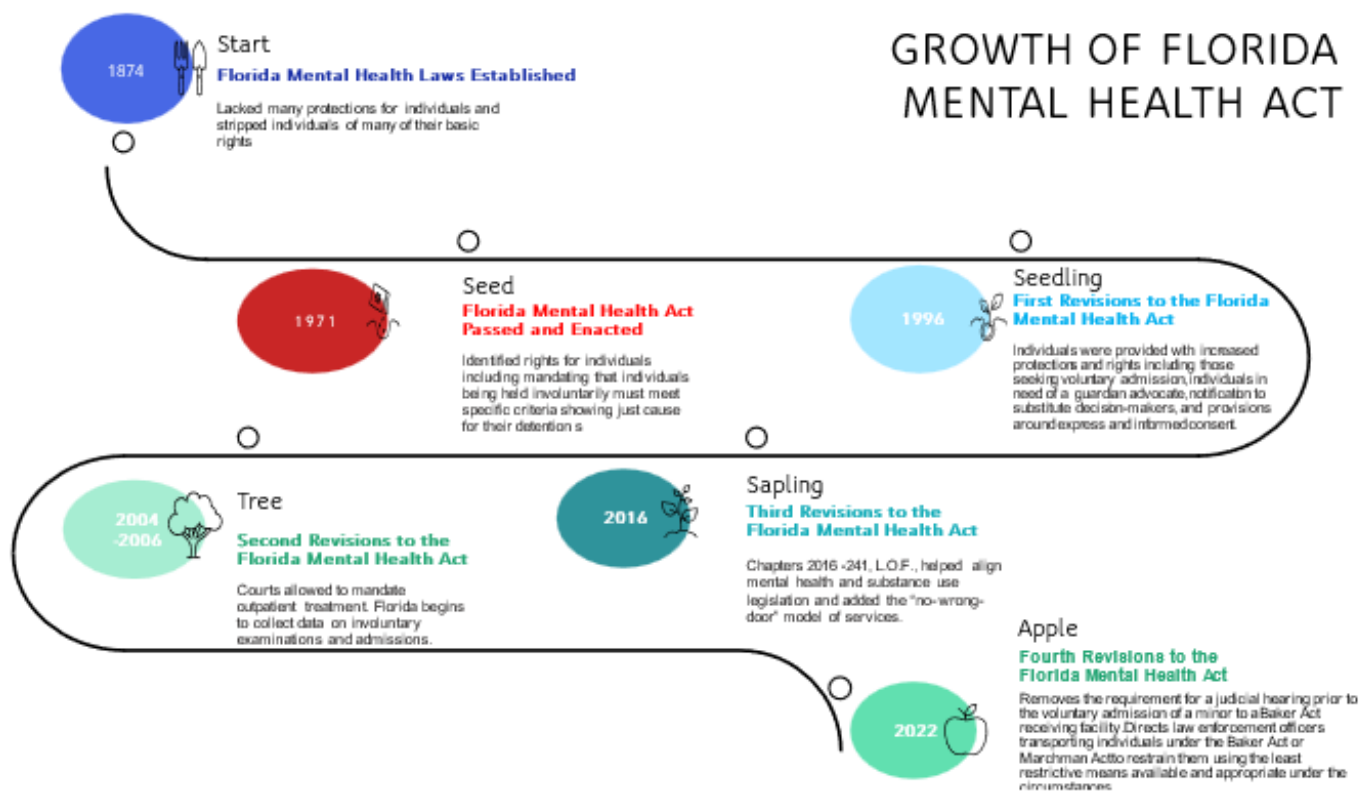 GROWTH OF FLORIDA
MENTAL HEALTH ACT
1874
Start
Florida Mental Health Laws Established
Lacked many protections for individuals and
stripped individuals of many of their basic
rights
1971
Seed
Florida Mental Health Act
Passed and Enacted
Identified rights for individuals
including mandating that individuals
being held involuntarily must meet
specific criteria showing just cause
for their detention s
1996
Seedling
First Revisions to the Florida
Mental Health Act
Individuals were provided with increased
protections and rights including those
seeking voluntary admission, individuals in
need of a guardian advocate, notification to
substitute decision-makers, and provisions
around express and informed consent.
2004
-2006
Tree
Second Revisions to the
Florida Mental Health Act
Courts allowed to mandate
outpatient treatment. Florida begins
to collect data on involuntary
examinations and admissions.
2016
Sapling
Third Revisions to the
Florida Mental Health Act
Chapters 2016 -241, L.O.F., helped align
mental health and substance use
legislation and added the "no-wrong-
door" model of services.
2022
Apple
Fourth Revisions to the
Florida Mental Health Act
Removes the requirement for a judicial hearing prior to
the voluntary admission of a minor to a Baker Act
receiving facility. Directs law enforcement officers
transporting individuals under the Baker Act or
Marchman Act to restrain them using the least
restrictive means available and appropriate under the
circumstances